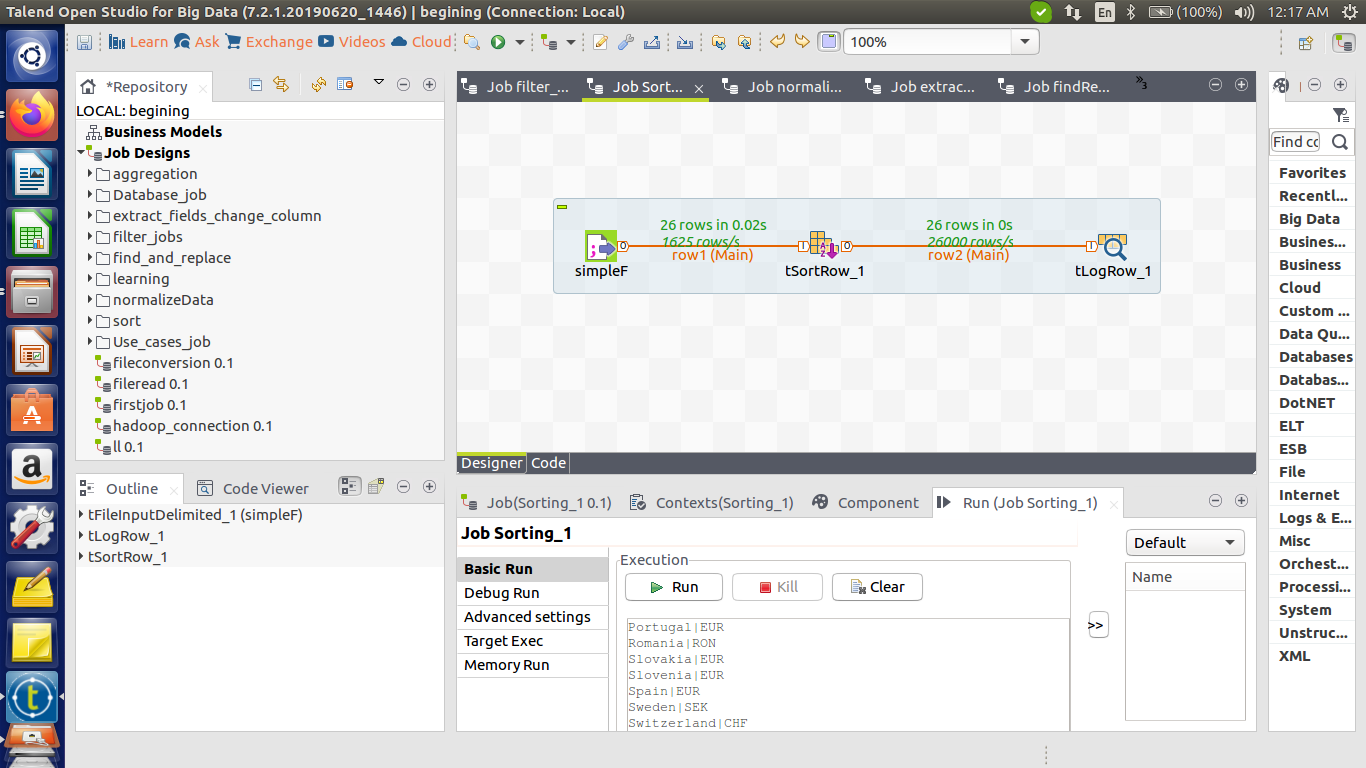 Talend Open Studio for Big Data (7.2.1.20190620_1446) | begining (Connection: Local)
En
(100%)
12:17 AM
Learn
Ask
Exchange
Videos
Cloud
100%
*Repository
LOCAL: begining
Business Models
Job Designs
aggregation
Database_job
extract_fields_change_column
filter_jobs
find_and_replace
learning
normalizeData
sort
Use_cases_job
fileconversion 0.1
fileread 0.1
firstjob 0.1
hadoop_connection 0.1
ll 0.1
Outline
Code Viewer
tFileInputDelimited_1 (simpleF)
tLogRow_1
tSortRow_1
Job filter_...
Job Sort...
Job normali...
Job extrac...
Job findRe...
»3
26 rows in 0.02s
1625 rows/s
row1 (Main)
26 rows in 0s
26000 rows/s
row2 (Main)
simpleF
tSortRow_1
tLogRow_1
Designer
Code
Job(Sorting_1 0.1)
Contexts(Sorting_1)
Component
Run (Job Sorting_1)
Job Sorting_1
Basic Run
Debug Run
Advanced settings
Target Exec
Memory Run
Execution
Run
Kill
Clear
Portugal|EUR
Romania|RON
Slovakia|EUR
Slovenia|EUR
Spain|EUR
Sweden|SEK
Switzerland|CHF
>>
Default
Name
Find cc
Favorites
Recentl...
Big Data
Busines...
Business
Cloud
Custom ...
Data Qu...
Databases
Databas...
DotNET
ELT
ESB
File
Internet
Logs & E...
Misc
Orchest...
Processi...
System
Unstruc...
XML